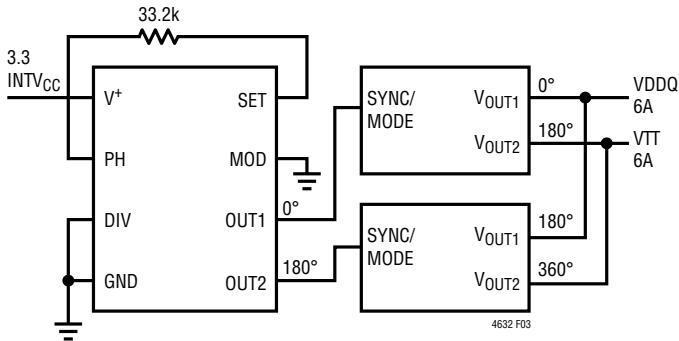 33.2k
3.3
INTVCC
V+
SET
PH
MOD
DIV
OUT1
0°
GND
OUT2
180°
SYNC/
MODE
VOUT1
0°
VOUT2
180°
VDDQ
6A
VTT
6A
SYNC/
MODE
VOUT1
180°
VOUT2
360°
4632 F03